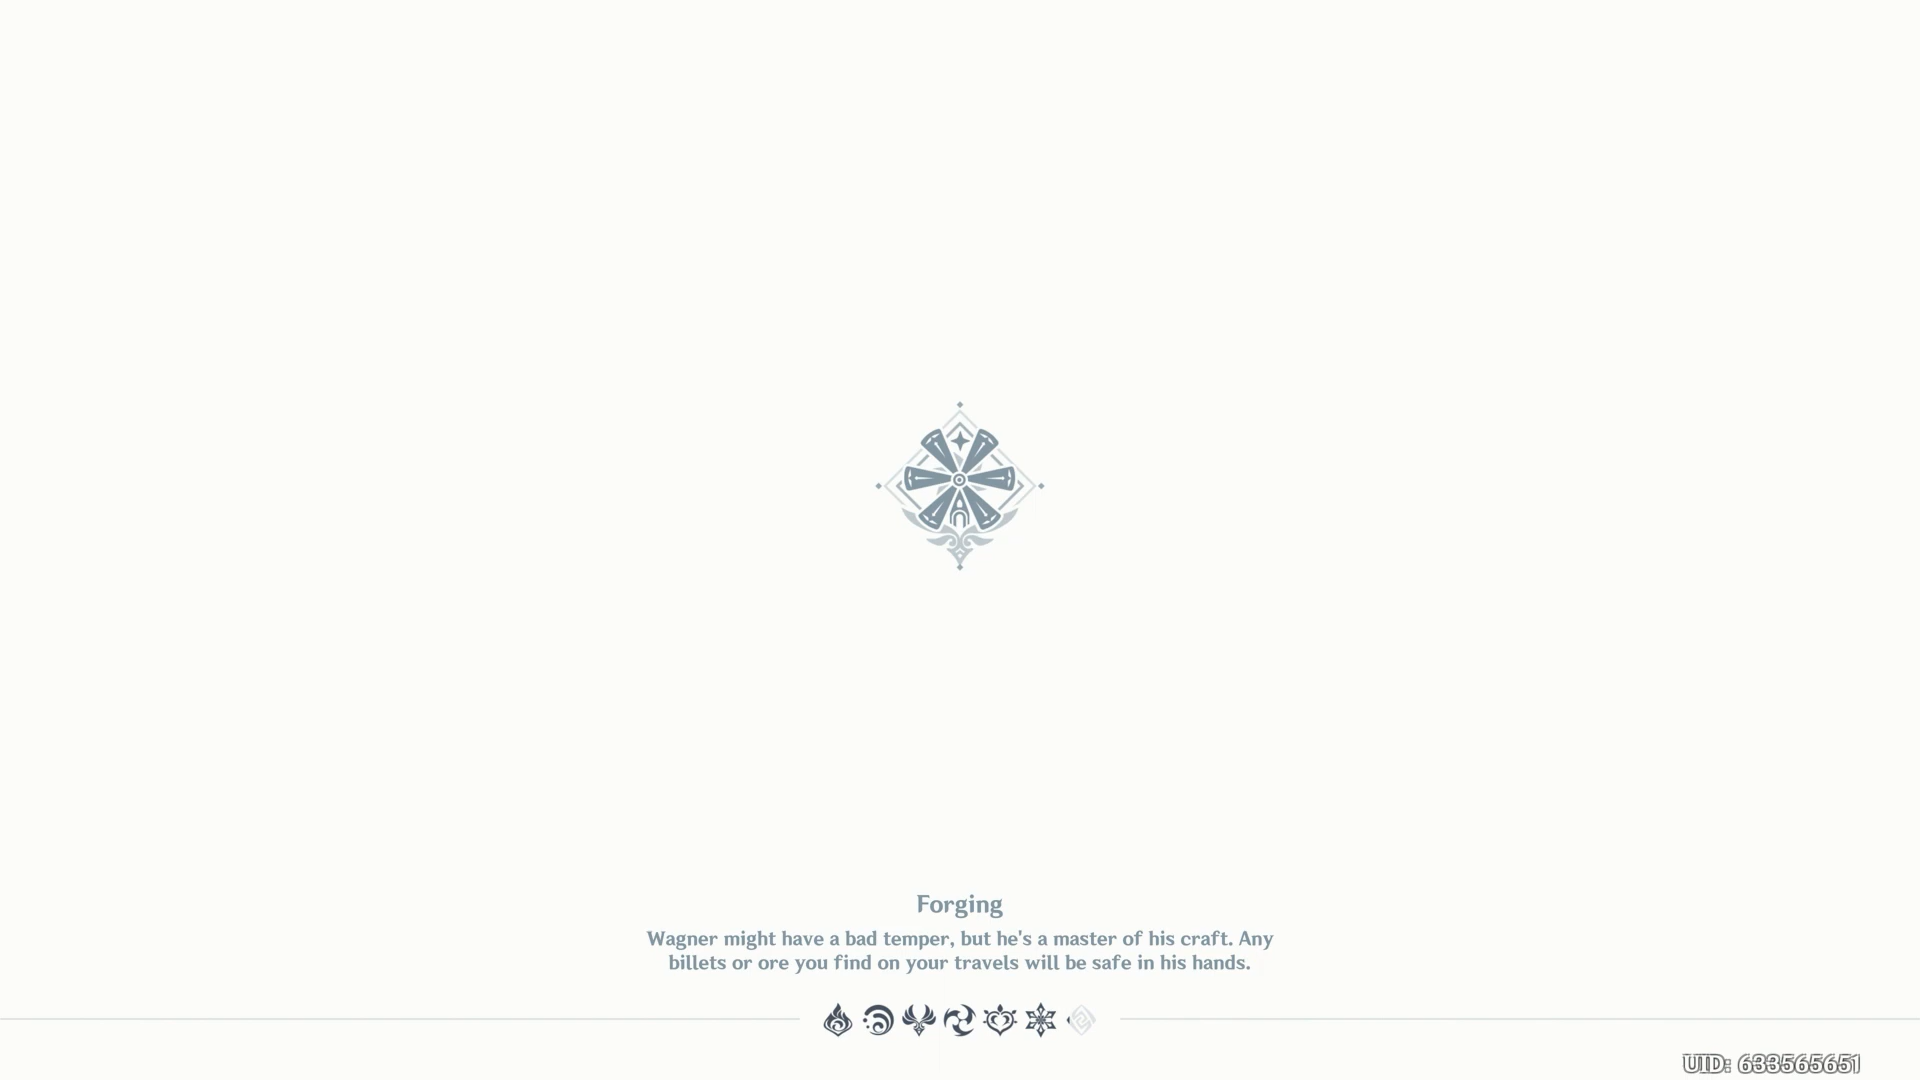 Forging
Wagner might have a bad temper, but he's a master of his craft. Any
billets or ore you find on your travels will be safe in his hands.
UID: 633565651